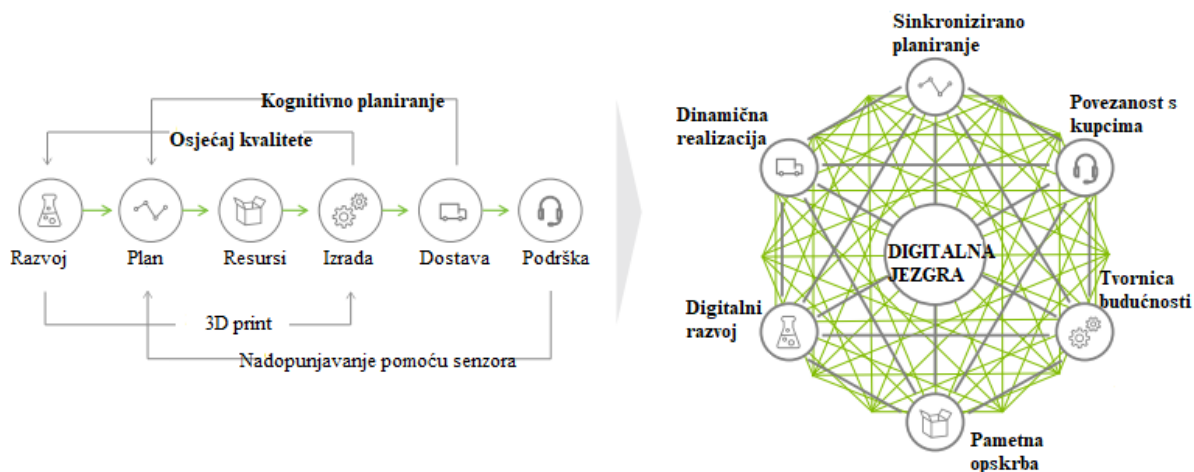 Kognitivno planiranje
Osjećaj kvalitete
Razvoj
Plan
Resursi
Izrada
Dostava
Podrška
3D print
Nadopunjavanje pomoću senzora
Sinkronizirano
planiranje
Dinamična
realizacija
Povezanost s
kupcima
DIGITALNA
JEZGRA
Digitalni
razvoj
Tvornica
budućnosti
Pametna
opskrba